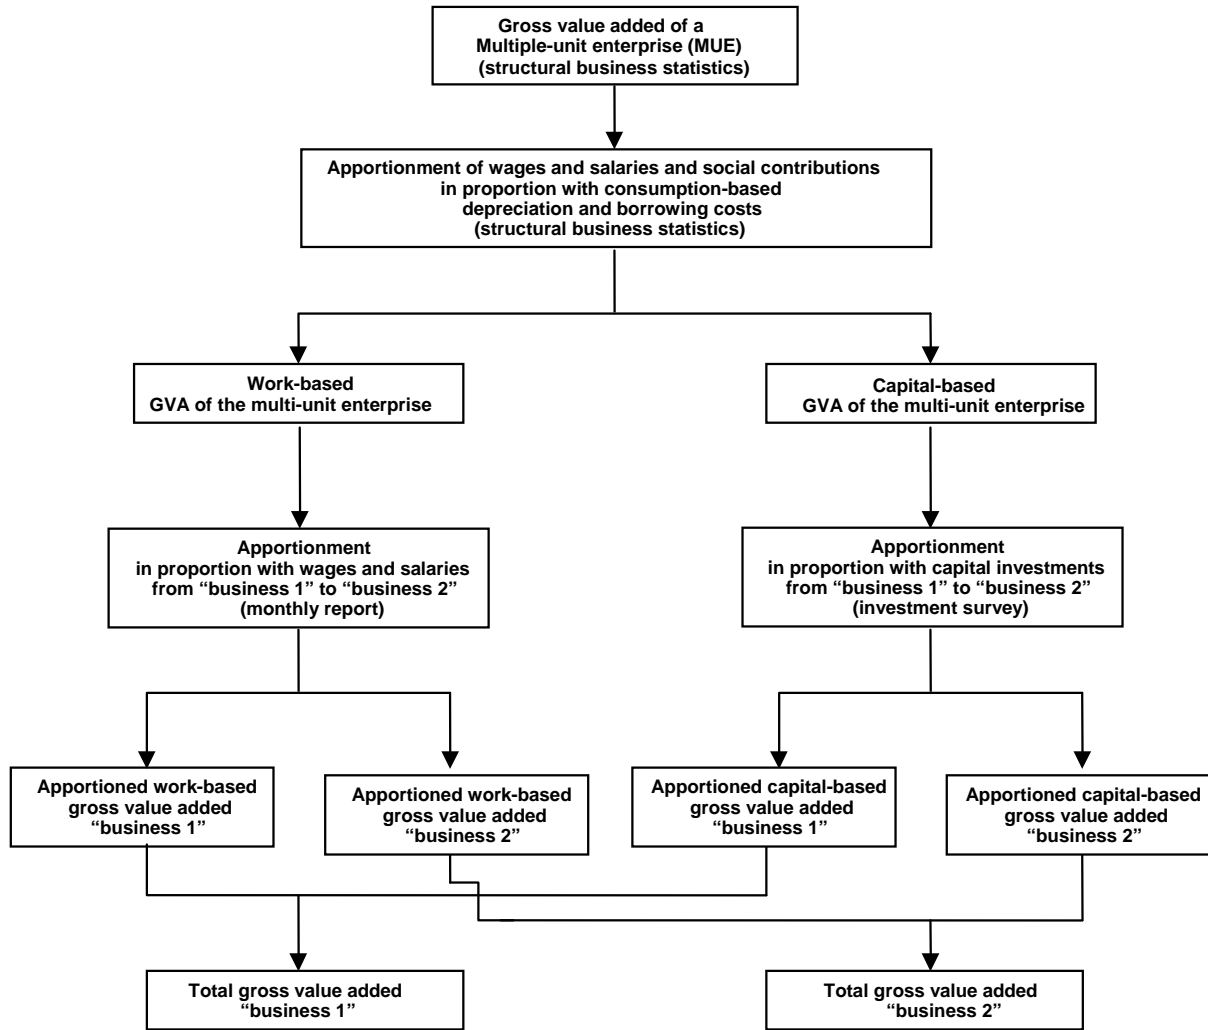 Gross value added of a
Multiple-unit enterprise (MUE)
(structural business statistics)
Apportionment of wages and salaries and social contributions
in proportion with consumption-based
depreciation and borrowing costs
(structural business statistics)
Work-based
GVA of the multi-unit enterprise
Capital-based
GVA of the multi-unit enterprise
Apportionment
in proportion with wages and salaries
from “business 1” to “business 2”
(monthly report)
Apportionment
in proportion with capital investments
from “business 1” to “business 2”
(investment survey)
Apportioned work-based
gross value added
“business 1”
Apportioned work-based
gross value added
“business 2”
Apportioned capital-based
gross value added
“business 1”
Apportioned capital-based
gross value added
“business 2”
Total gross value added
“business 1”
Total gross value added
“business 2”